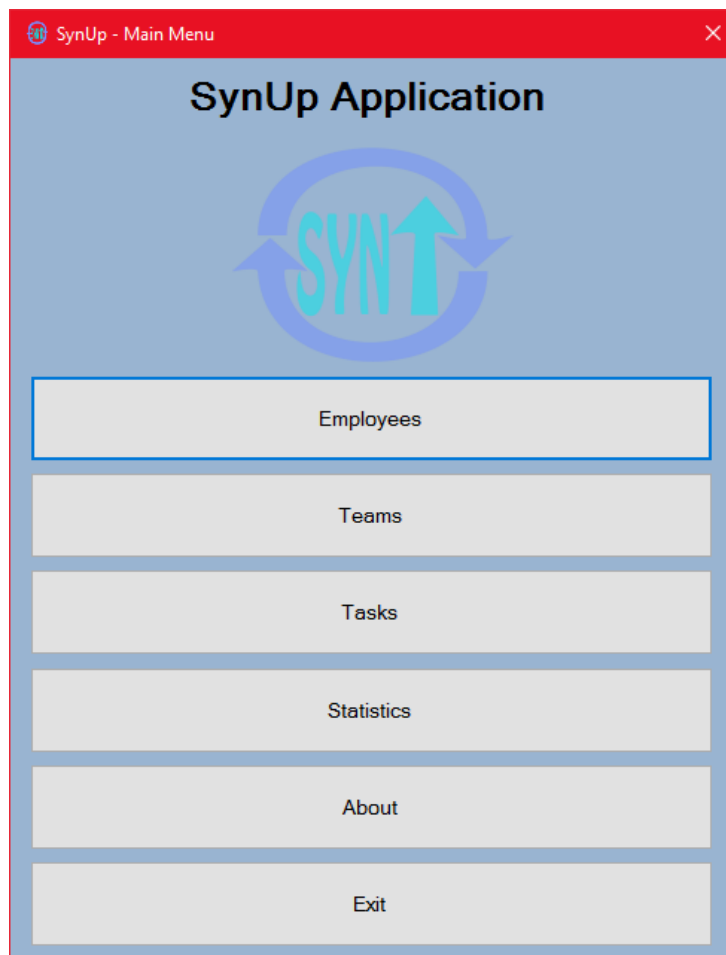 SynUp - Main Menu
SynUp Application
SYN
Employees
Teams
Tasks
Statistics
About
Exit